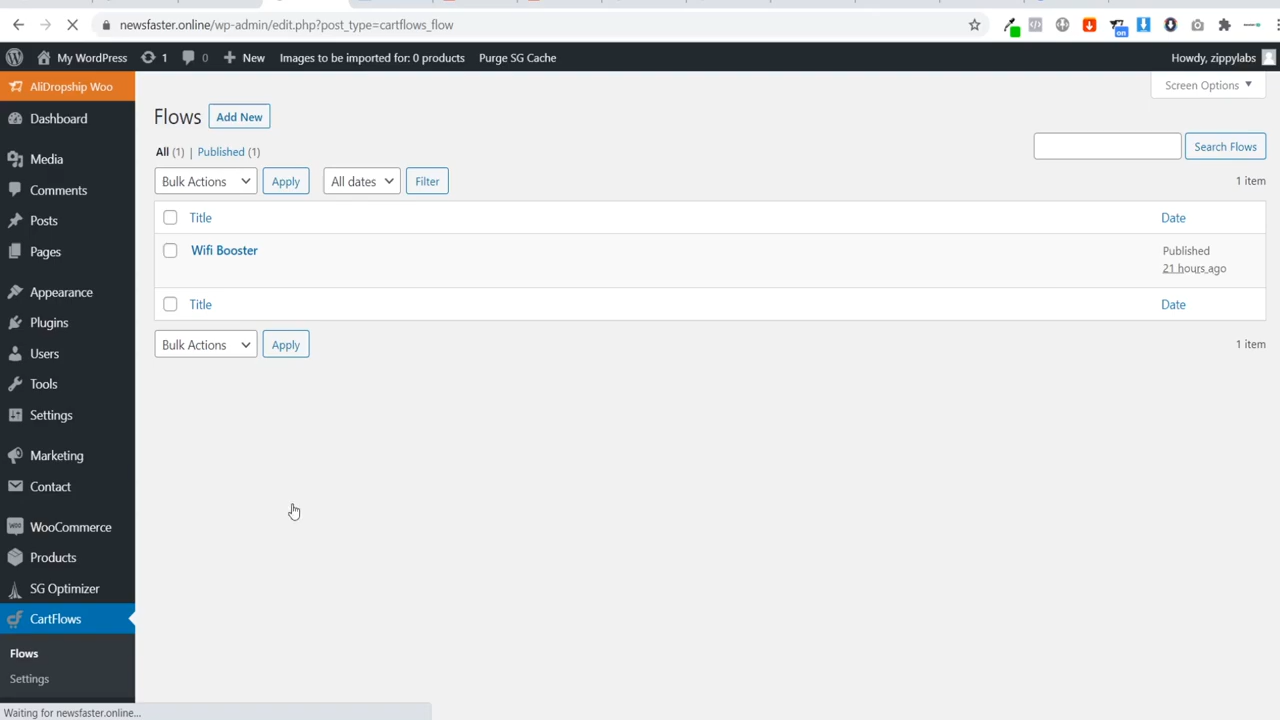 newsfaster.online/wp-admin/edit.php?post_type=cartflows_flow
on
My WordPress 1 0 New Images to be imported for: 0 products Purge SG Cache Howdy, zippylabs
AliDropship Woo
Screen Options
Dashboard
Media
Comments
Posts
Pages
Appearance
Plugins
Users
Tools
Settings
Marketing
Contact
WOO WooCommerce
Products
SG Optimizer
CartFlows
Flows
Settings
Flows Add New
All (1) | Published (1)
Search Flows
Bulk Actions Apply All dates Filter 1 item
Title Date
Wifi Booster Published
21 hours ago
Title Date
Bulk Actions Apply 1 item
Waiting for newsfaster.online...